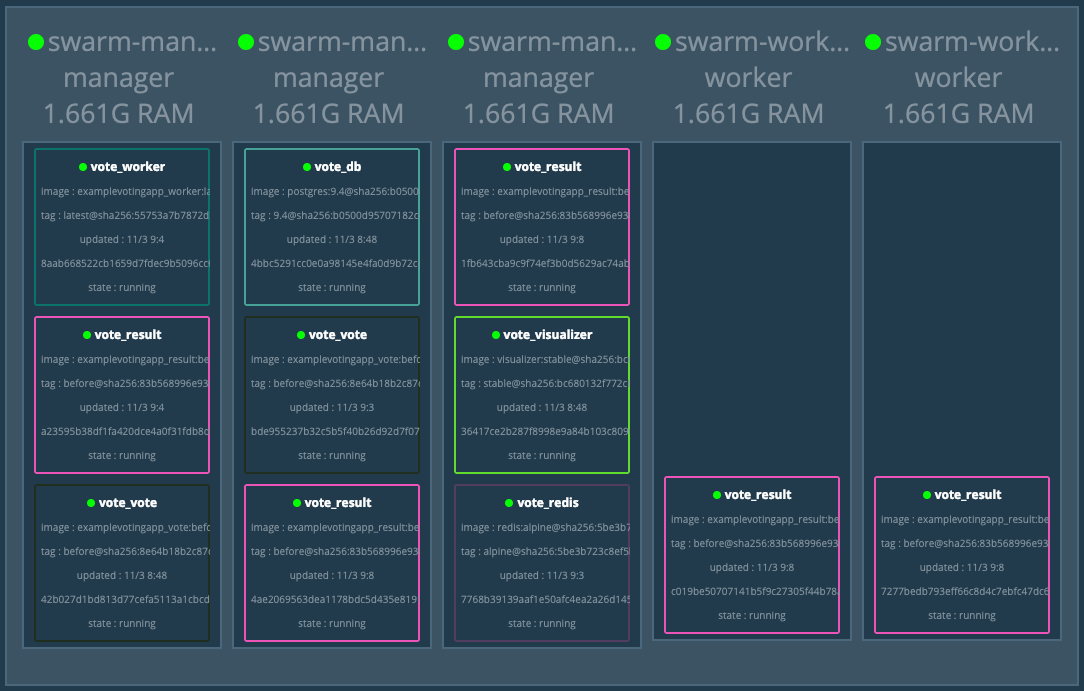 swarm-man...
manager
1.661G RAM
vote_worker
image : examplevotingapp_worker:la
tag : latest@sha256:55753a7b7872d
updated : 11/3 9:4
8aab668522cb1659d7fdec9b5096cc
state : running
vote_result
image : examplevotingapp_result:be
tag : before@sha256:83b568996e93
updated : 11/3 9:4
a23595b38df1fa420dce4a0f31fdb8d
state : running
vote_vote
image : examplevotingapp_vote:befo
tag : before@sha256:8e64b18b2c87
updated : 11/3 8:48
42b027d1bd813d77cefa5113a1cbcd
state : running
swarm-man...
manager
1.661G RAM
vote_db
image : postgres:9.4@sha256:b0500
tag : 9.4@sha256:b0500d95707182c
updated : 11/3 8:48
4bbc5291cc0e0a98145e4fa0d9b72c
state : running
vote_vote
image : examplevotingapp_vote:befo
tag : before@sha256:8e64b18b2c87
updated : 11/3 9:3
bde955237b32c5b5f40b26d92d7f07
state : running
vote_result
image : examplevotingapp_result:be
tag : before@sha256:83b568996e93
updated : 11/3 9:8
4ae2069563dea1178bdc5d435e819
state : running
swarm-man...
manager
1.661G RAM
vote_result
image : examplevotingapp_result:be
tag : before@sha256:83b568996e93
updated : 11/3 9:8
1fb643cba9c9f74ef3b0d5629ac74ab
state : running
vote_visualizer
image : visualizer:stable@sha256:bc
tag : stable@sha256:bc680132f772c
updated : 11/3 8:48
36417ce2b287f8998e9a84b103c809
state : running
vote_redis
image : redis:alpine@sha256:5be3b7
tag : alpine@sha256:5be3b723c8ef5
updated : 11/3 9:3
7768b39139aaf1e50afc4ea2a26d145
state : running
swarm-work...
worker
1.661G RAM
vote_result
image : examplevotingapp_result:be
tag : before@sha256:83b568996e93
updated : 11/3 9:8
c019be50707141b5f9c27305f44b78
state : running
swarm-work...
worker
1.661G RAM
vote_result
image : examplevotingapp_result:be
tag : before@sha256:83b568996e93
updated : 11/3 9:8
7277bedb793eff66c8d4c7ebfc47dc6
state : running